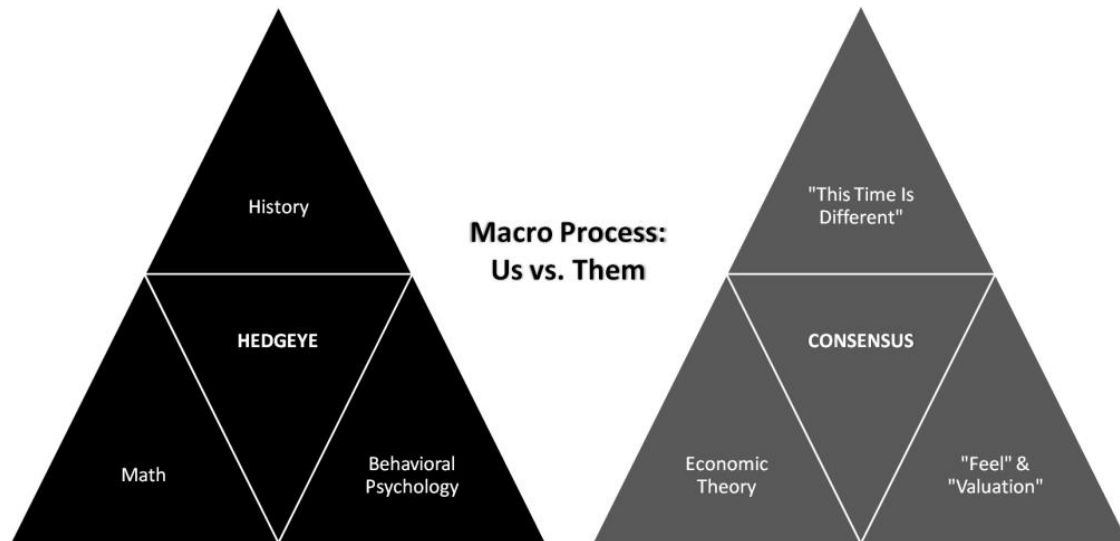 History
HEDGEYE
Math
Behavioral
Psychology
Macro Process:
Us vs. Them
"This Time Is
Different"
CONSENSUS
Economic
Theory
"Feel" &
"Valuation"